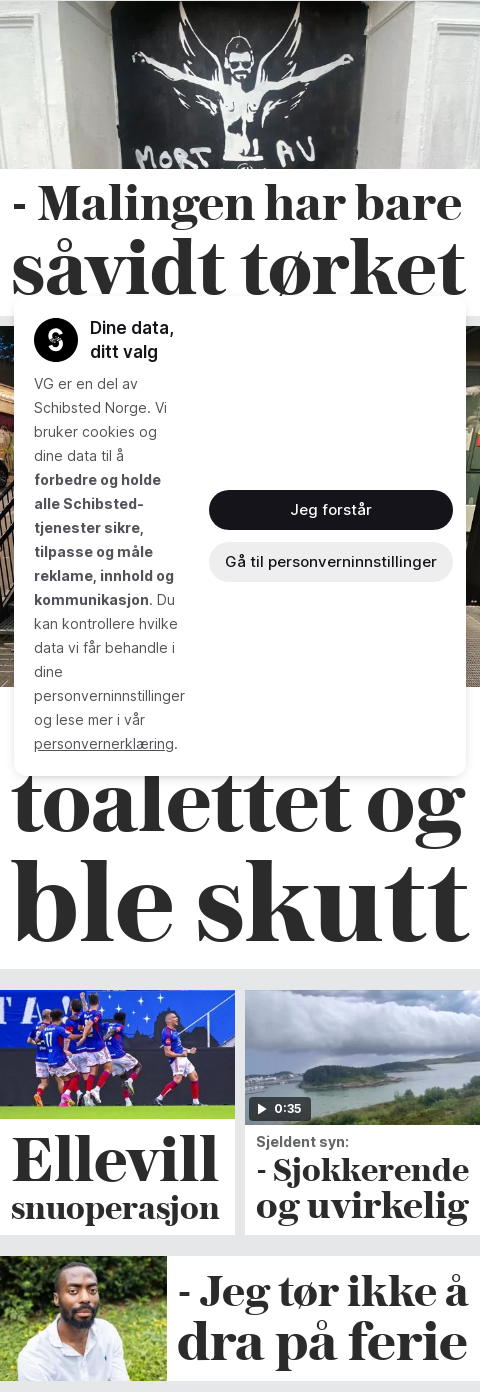 MORT AV
- Malingen har bare
såvidt tørket
Dine data,
ditt valg
VG er en del av
Schibsted Norge. Vi
bruker cookies og
dine data til å
forbedre og holde
alle Schibsted-
tjenester sikre,
tilpasse og måle
reklame, innhold og
kommunikasjon. Du
kan kontrollere hvilke
data vi får behandle i
dine
personverninnstillinger
og lese mer i vår
personvernerklæring.
Jeg forstår
Gå til personverninnstillinger
toalettet og
ble skutt
17
0:35
Ellevill
snuoperasjon
Sjeldent syn:
- Sjokkerende
og uvirkelig
- Jeg tør ikke å
dra på ferie